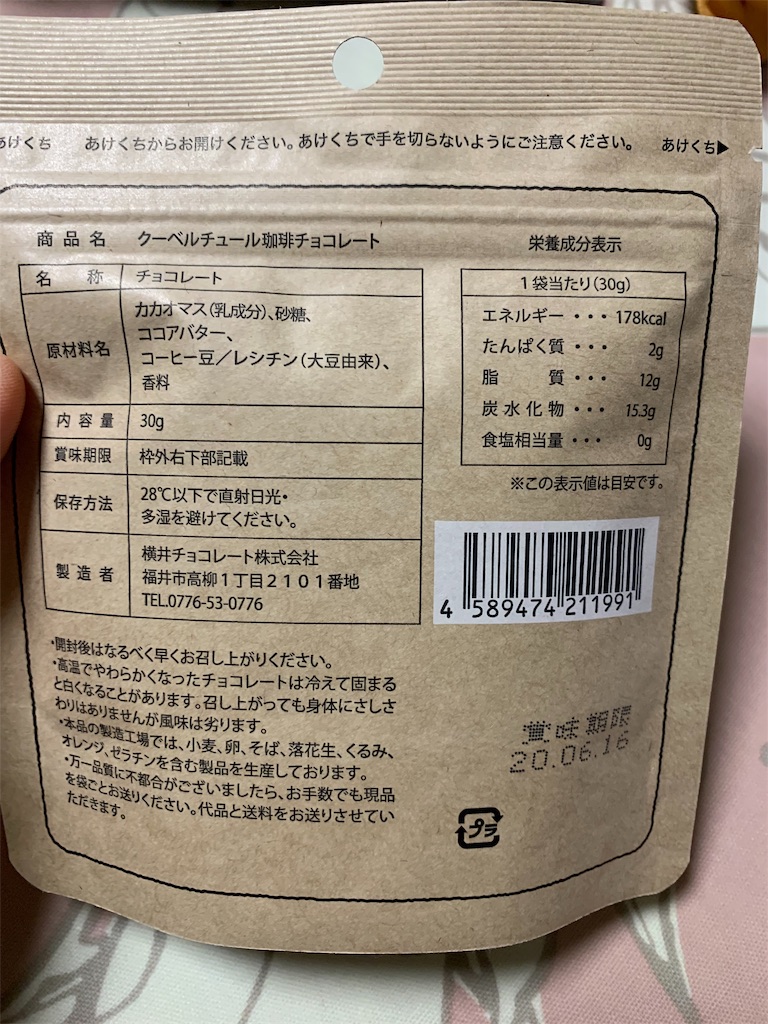 あけくち あけくちからお開けください。あけくちで手を切らないようにご注意ください。 あけくち▶
商品名 クーベルチュール珈琲チョコレート
名称 チョコレート
原材料名 カカオマス(乳成分)、砂糖、
ココアバター、
コーヒー豆/レシチン(大豆由来)、
香料
内容量 30g
賞味期限 枠外右下部記載
保存方法 28℃以下で直射日光・
多湿を避けてください。
製造者 横井チョコレート株式会社
福井市高柳1丁目2101番地
TEL.0776-53-0776
栄養成分表示
1袋当たり(30g)
エネルギー・・・178kcal
たんぱく質・・・2g
脂質・・・12g
炭水化物・・・15.3g
食塩相当量・・・0g
※この表示値は目安です。
4 589474 211991
・開封後はなるべく早くお召し上がりください。
・高温でやわらかくなったチョコレートは冷えて固まる
と白くなることがあります。召し上がっても身体にさしさ
わりはありませんが風味は劣ります。
・本品の製造工場では、小麦、卵、そば、落花生、くるみ、
オレンジ、ゼラチンを含む製品を生産しております。
・万一品質に不都合がございましたら、お手数でも現品
を袋ごとお送りください。代品と送料をお送りさせてい
ただきます。
賞味期限
20.06.16
プラ